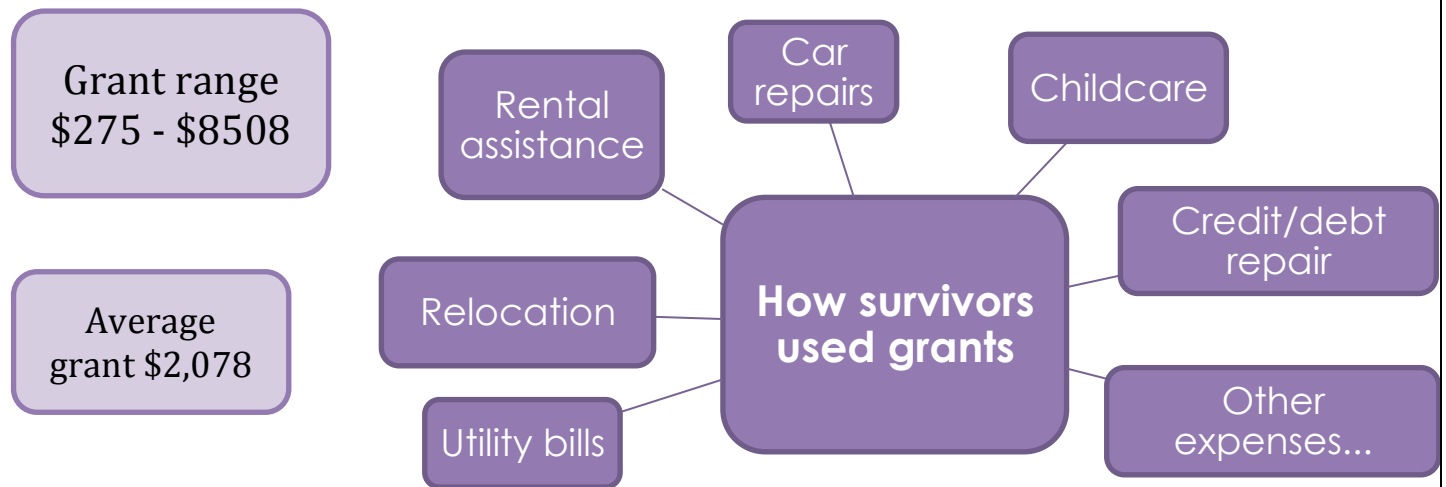 Grant range
$275 - $8508
Average
grant $2,078
Rental
assistance
Car
repairs
Childcare
Credit/debt
repair
Relocation
How survivors
used grants
Utility bills
Other
expenses...